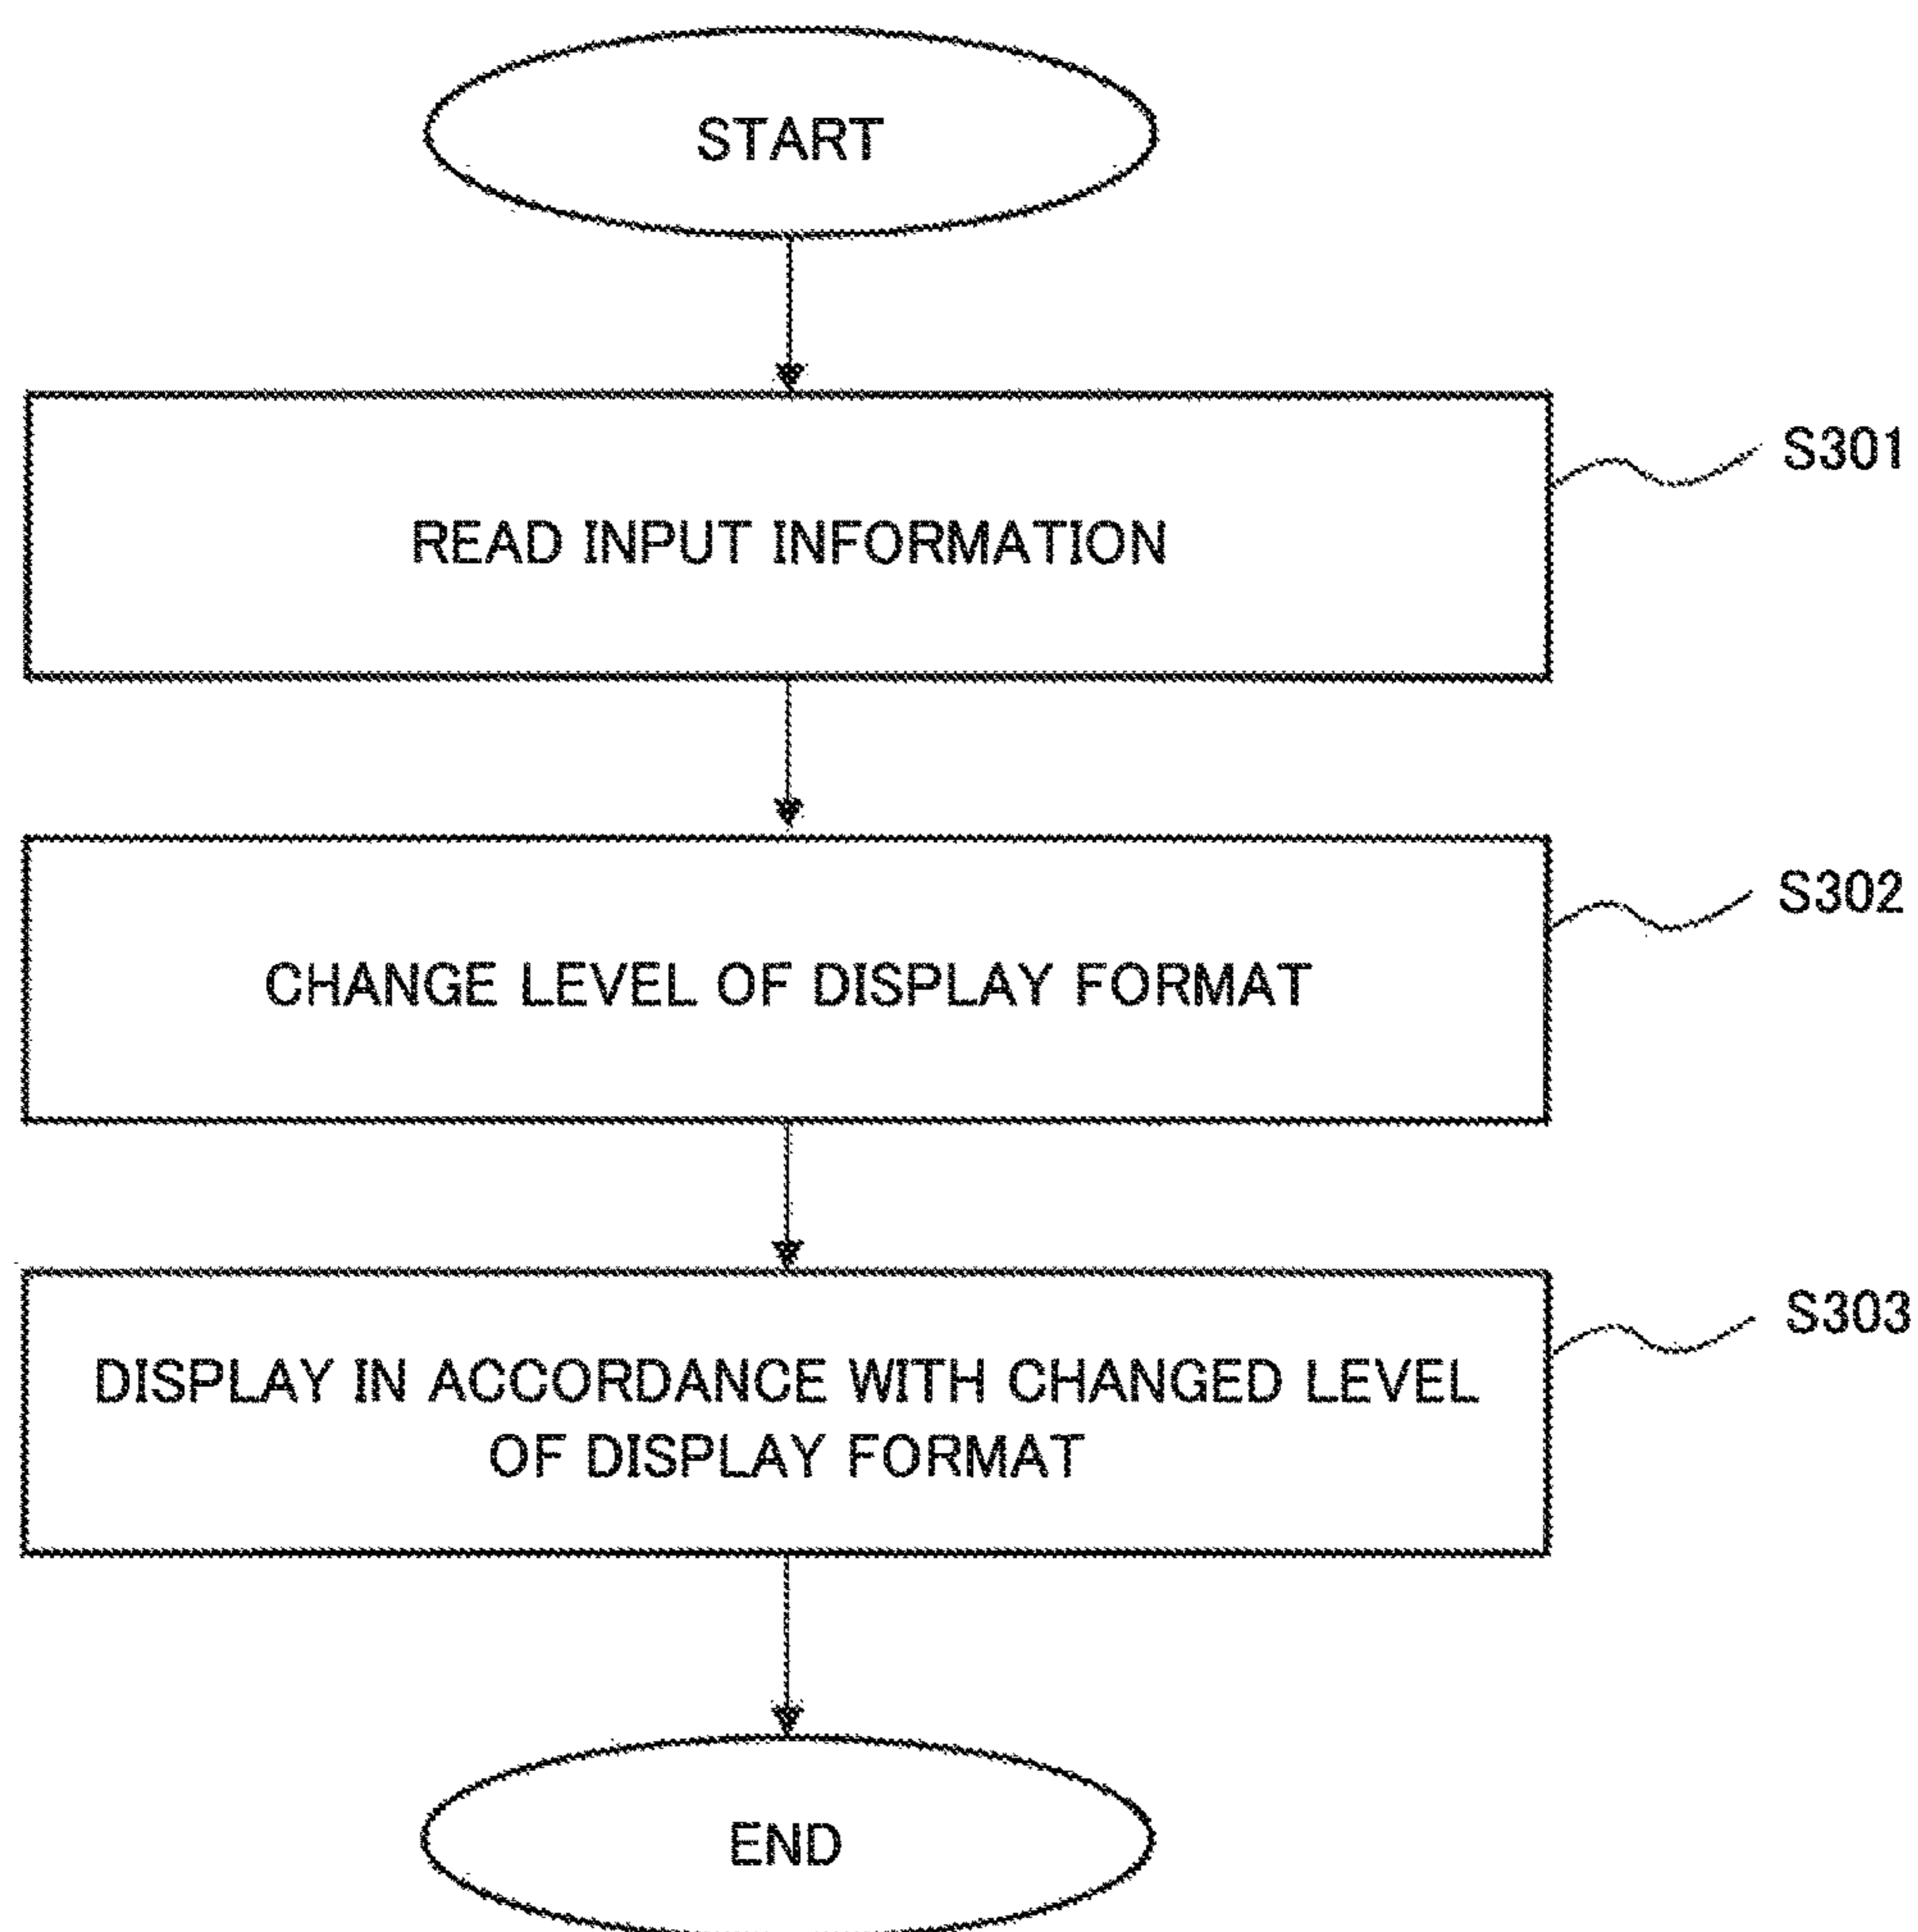 START
READ INPUT INFORMATION
S301
CHANGE LEVEL OF DISPLAY FORMAT
S302
DISPLAY IN ACCORDANCE WITH CHANGED LEVEL
OF DISPLAY FORMAT
S303
END